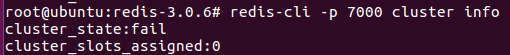 root@ubuntu:redis-3.0.6# redis-cli -p 7000 cluster info
cluster_state:fail
cluster_slots_assigned:0